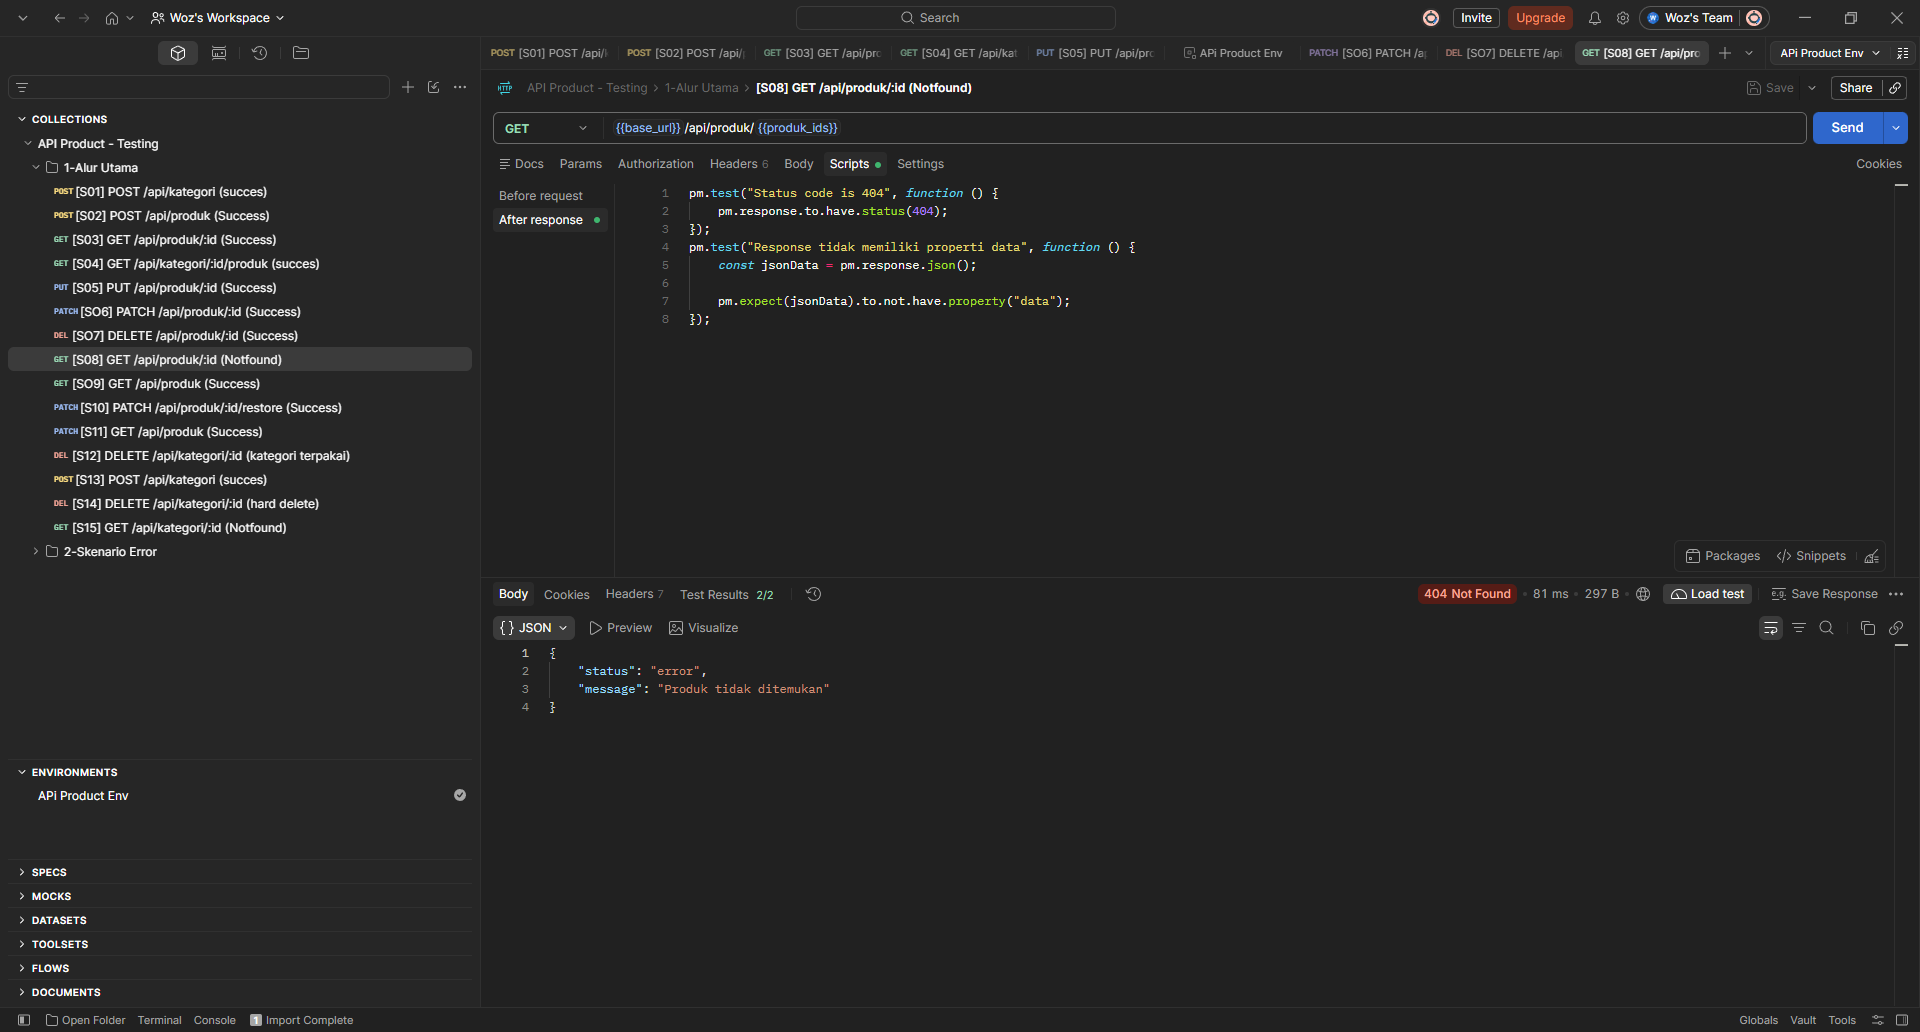 Woz's Workspace
Search
Invite
Upgrade
Woz's Team
POST [S01] POST /api/
POST [S02] POST /api/
GET [S03] GET /api/pro
GET [S04] GET /api/kat
PUT [S05] PUT /api/pro
APi Product Env
PATCH [SO6] PATCH /a
DEL [SO7] DELETE /api
GET [S08] GET /api/pro
APi Product Env
COLLECTIONS
API Product - Testing
1-Alur Utama
POST [S01] POST /api/kategori (succes)
POST [S02] POST /api/produk (Success)
GET [S03] GET /api/produk/:id (Success)
GET [S04] GET /api/kategori/:id/produk (succes)
PUT [S05] PUT /api/produk/:id (Success)
PATCH [SO6] PATCH /api/produk/:id (Success)
DEL [SO7] DELETE /api/produk/:id (Success)
GET [S08] GET /api/produk/:id (Notfound)
GET [SO9] GET /api/produk (Success)
PATCH [S10] PATCH /api/produk/:id/restore (Success)
PATCH [S11] GET /api/produk (Success)
DEL [S12] DELETE /api/kategori/:id (kategori terpakai)
POST [S13] POST /api/kategori (succes)
DEL [S14] DELETE /api/kategori/:id (hard delete)
GET [S15] GET /api/kategori/:id (Notfound)
2-Skenario Error
ENVIRONMENTS
APi Product Env
SPECS
MOCKS
DATASETS
TOOLSETS
FLOWS
DOCUMENTS
HTTP API Product - Testing > 1-Alur Utama > [S08] GET /api/produk/:id (Notfound)
Save
Share
GET
{{base_url}} /api/produk/ {{produk_ids}}
Send
Docs Params Authorization Headers 6 Body Scripts Settings
Cookies
Before request
After response
1 pm.test("Status code is 404", function () {
2 pm.response.to.have.status(404);
3 });
4 pm.test("Response tidak memiliki properti data", function () {
5 const jsonData = pm.response.json();
6
7 pm.expect(jsonData).to.not.have.property("data");
8 });
Packages
Snippets
Body Cookies Headers 7 Test Results 2/2
404 Not Found • 81 ms • 297 B
Load test
e.g. Save Response
{} JSON
Preview
Visualize
1 {
2 "status": "error",
3 "message": "Produk tidak ditemukan"
4 }
Open Folder Terminal Console 1 Import Complete
Globals Vault Tools